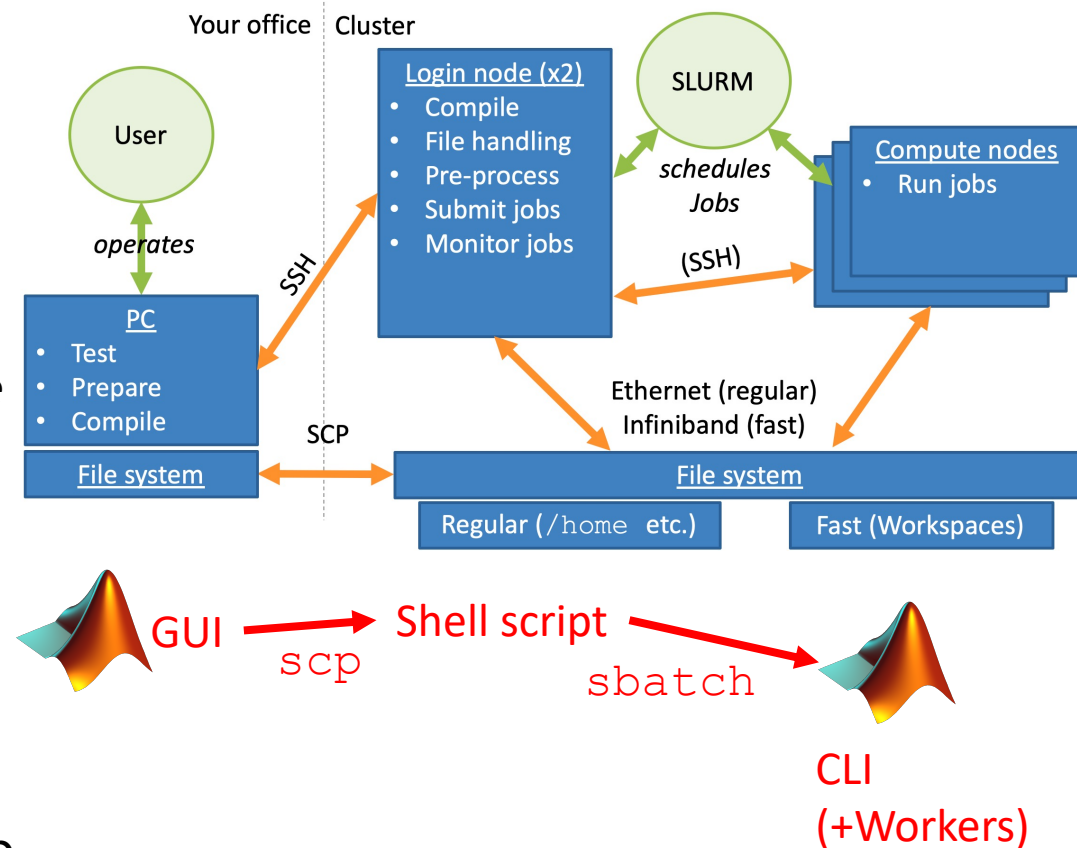 Your office
Cluster
User
operates
PC
• Test
• Prepare
• Compile
File system
SSH
SCP
Login node (x2)
• Compile
• File handling
• Pre-process
• Submit jobs
• Monitor jobs
SLURM
schedules
Jobs
(SSH)
Compute nodes
• Run jobs
Ethernet (regular)
Infiniband (fast)
File system
Regular (/home etc.)
Fast (Workspaces)
GUI
scp
Shell script
sbatch
CLI
(+Workers)